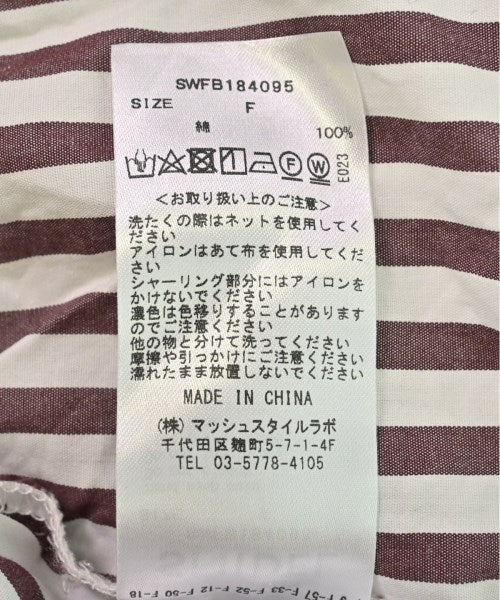 SWFB184095
SIZE F
綿 100%
E023
＜お取り扱い上のご注意＞
洗たくの際はネットを使用してく
ださい
アイロンはあて布を使用してくだ
さい
シャーリング部分にはアイロンを
かけないでください
濃色は色移りすることがあります
のでご注意ください
他の物と分けて洗ってください
摩擦や引っかけにご注意ください
濡れたまま放置しないでください
MADE IN CHINA
(株) マッシュスタイルラボ
千代田区麹町5-7-1-4F
TEL 03-5778-4105
F-57 F-33 F-52 F-12 F-50 F-18